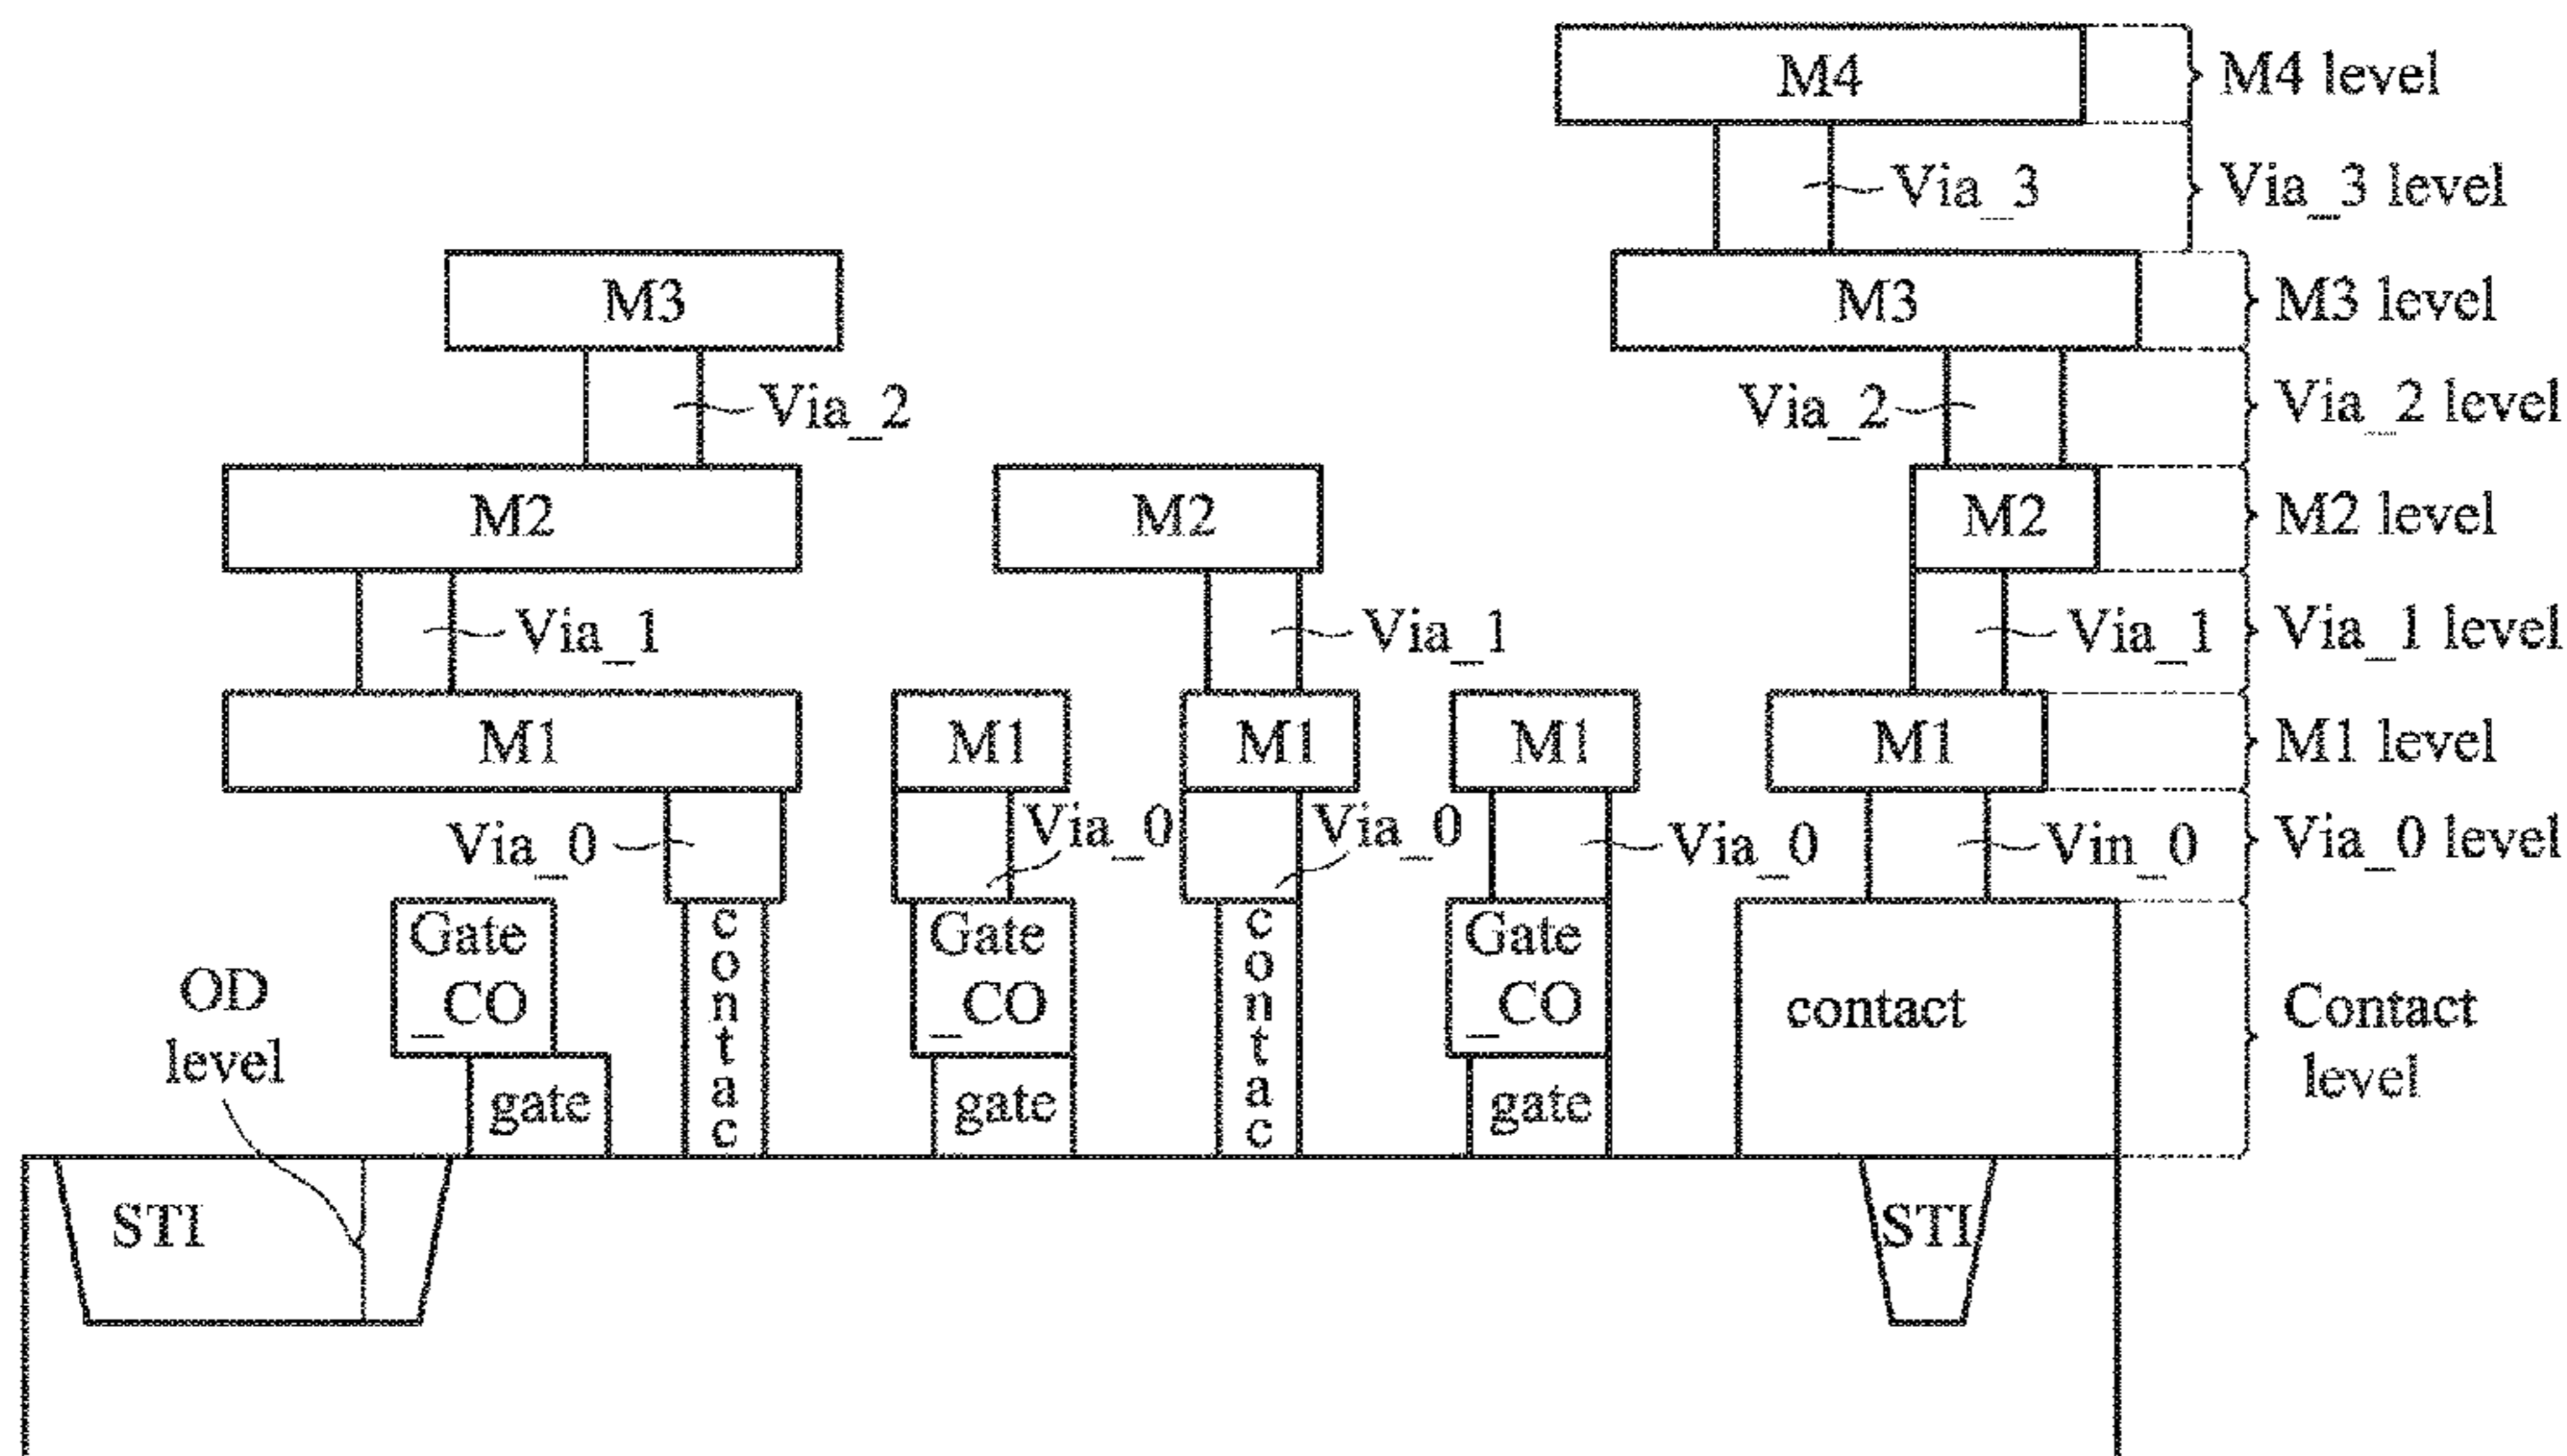 M4
M4 level
Via_3
Via_3 level
M3
M3
M3 level
Via_2
Via_2
Via_2 level
M2
M2
M2
M2 level
Via_1
Via_1
Via_1
Via_1 level
M1
M1
M1
M1
M1
M1 level
Via_0
Via_0
Via_0
Via_0
Vin_0
Via_0 level
OD
level
Gate
_CO
gate
contac
Gate
_CO
gate
contac
Gate
_CO
gate
contact
Contact
level
STI
STI